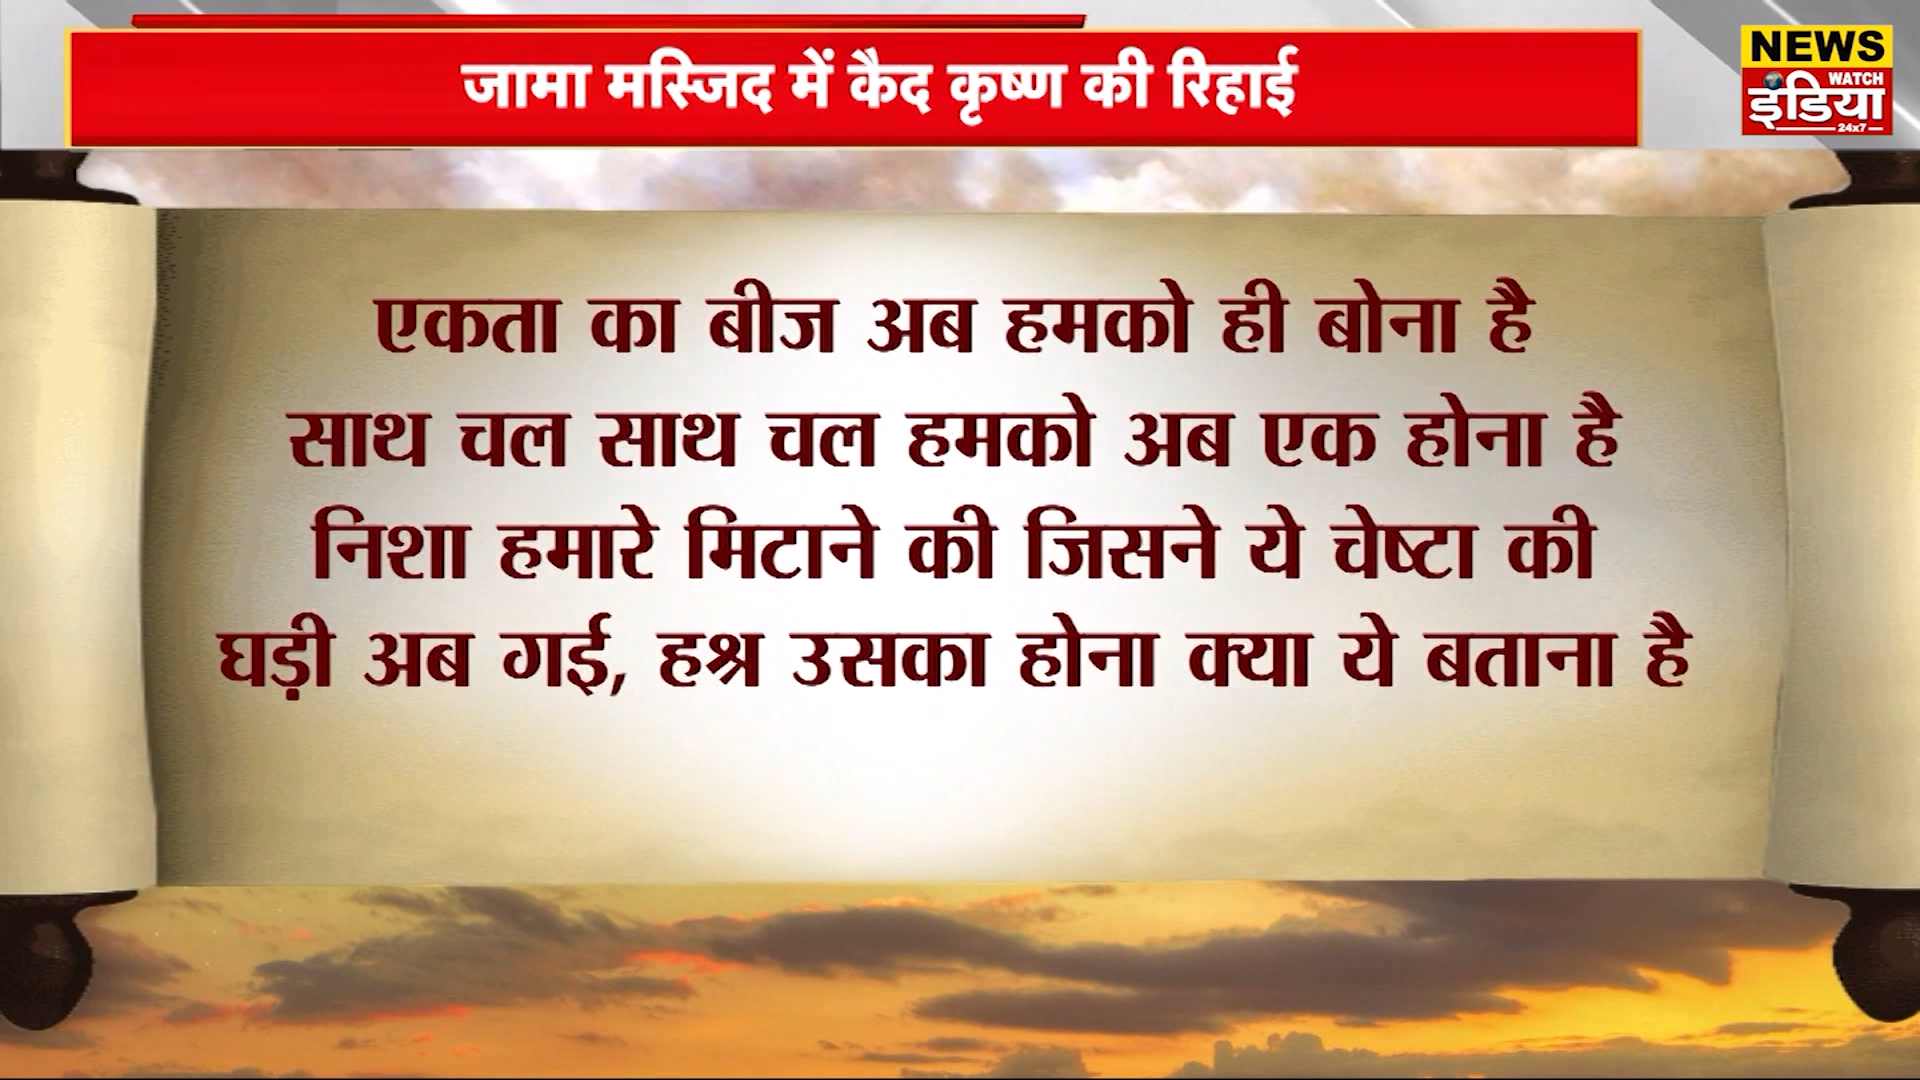 जामा मस्जिद में कैद कृष्ण की रिहाई
NEWS
WATCH
इंडिया
24x7
एकता का बीज अब हमको ही बोना है
साथ चल साथ चल हमको अब एक होना है
निशा हमारे मिटाने की जिसने ये चेष्टा की
घड़ी अब गई, हश्र उसका होना क्या ये बताना है